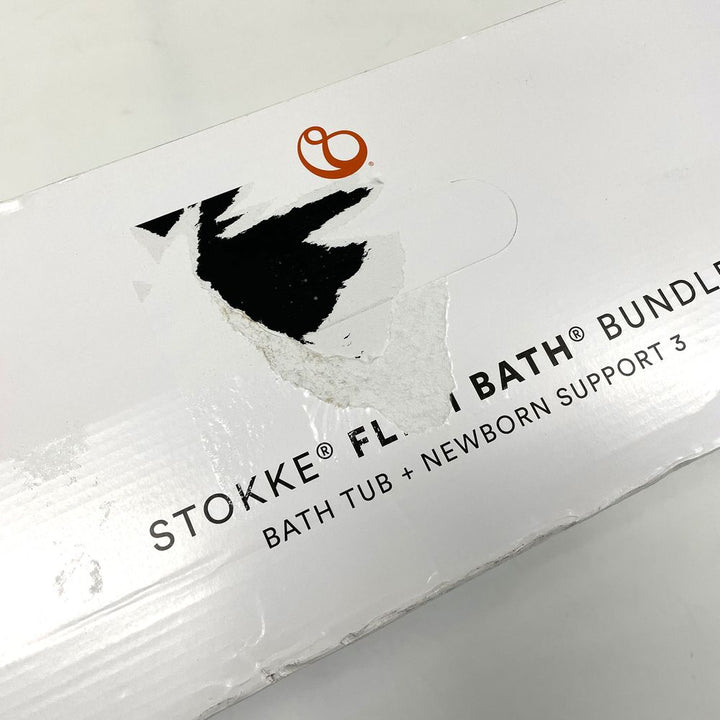 STOKKE® BATH® BUNDLE
BATH TUB + NEWBORN SUPPORT 3